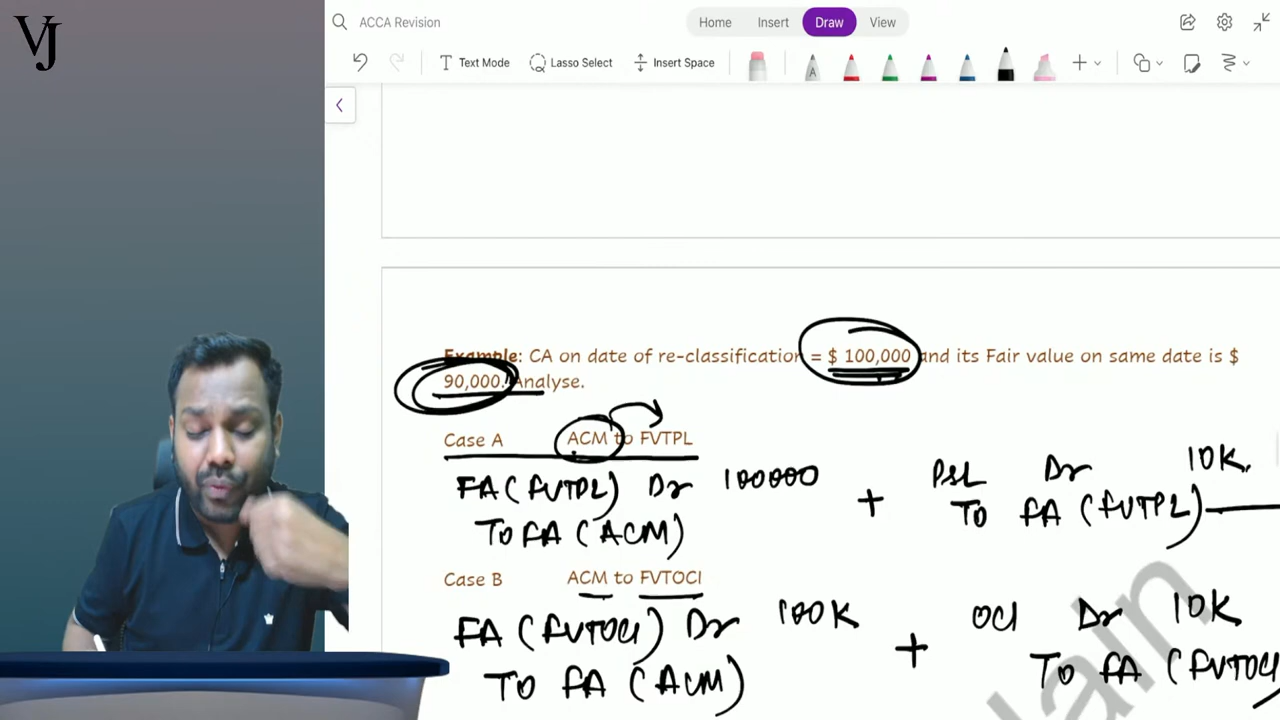 VJ
ACCA Revision
Home Insert Draw View
Text Mode Lasso Select Insert Space
A
Example: CA on date of re-classification = $ 100,000 and its Fair value on same date is $
90,000. Analyse.
Case A ACM to FVTPL
FA (FVTPL) Dr 100000 + P&L Dr 10K
TO FA (ACM) TO FA (FVTPL)
Case B ACM to FVTOCI
FA (FVTOCI) Dr 100K + OCI Dr 10K
TO FA (ACM) TO FA (FVTOCI
Jain